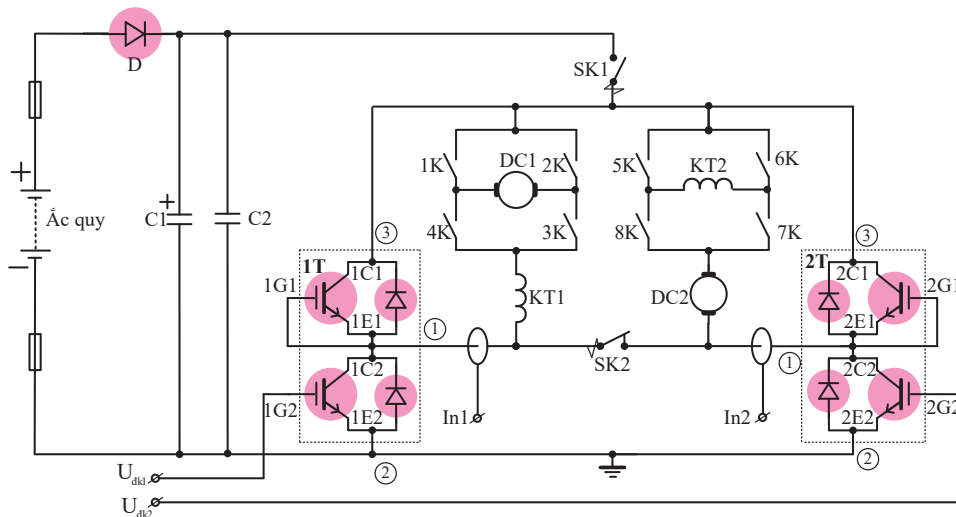 D
SK1
1K
DC1
2K
5K
KT2
6K
+
Ắc quy
−
+
C1
C2
4K
3K
8K
7K
③
③
1T
1C1
1G1
1E1
KT1
DC2
2T
2C1
2G1
2E1
①
①
SK2
1C2
1G2
1E2
In1
In2
2C2
2G2
2E2
②
②
U dk1
U dk2